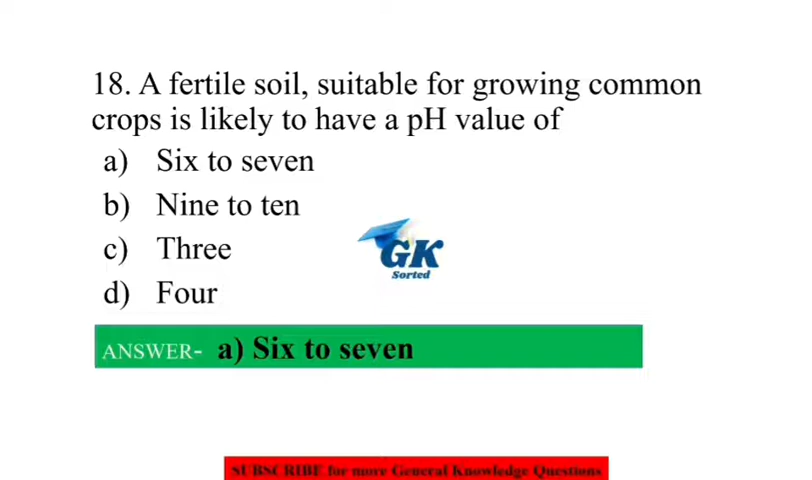 18. A fertile soil, suitable for growing common
crops is likely to have a pH value of
a) Six to seven
b) Nine to ten
c) Three
d) Four
GK
Sorted
ANSWER- a) Six to seven
SUBSCRIBE for more General Knowledge Questions